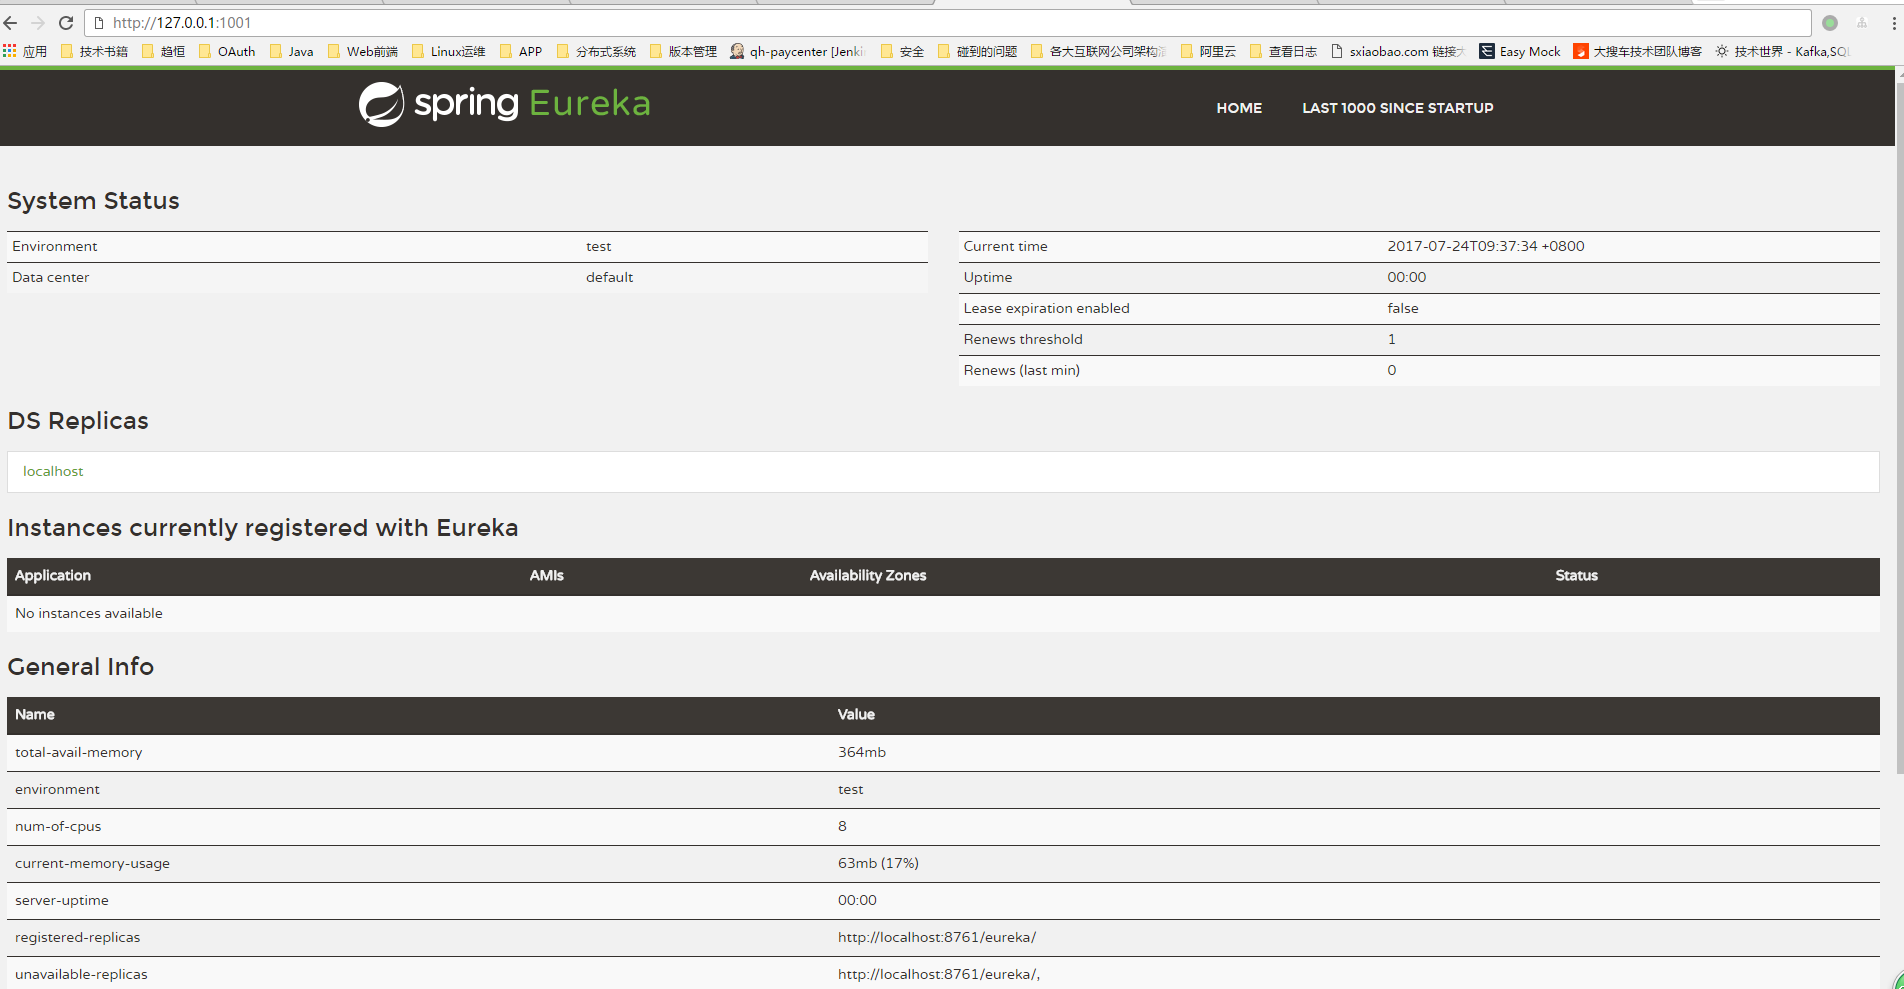 http://127.0.0.1:1001
应用 技术书籍 趋恒 OAuth Java Web前端 Linux运维 APP 分布式系统 版本管理 qh-paycenter [Jenki 安全 碰到的问题 各大互联网公司架构 阿里云 查看日志 sxiaobao.com 链接 Easy Mock 大搜车技术团队博客 技术世界 - Kafka,SQL
spring Eureka
HOME LAST 1000 SINCE STARTUP
System Status
Environment test
Data center default
Current time 2017-07-24T09:37:34 +0800
Uptime 00:00
Lease expiration enabled false
Renews threshold 1
Renews (last min) 0
DS Replicas
localhost
Instances currently registered with Eureka
Application AMIs Availability Zones Status
No instances available
General Info
Name Value
total-avail-memory 364mb
environment test
num-of-cpus 8
current-memory-usage 63mb (17%)
server-uptime 00:00
registered-replicas http://localhost:8761/eureka/
unavailable-replicas http://localhost:8761/eureka/,